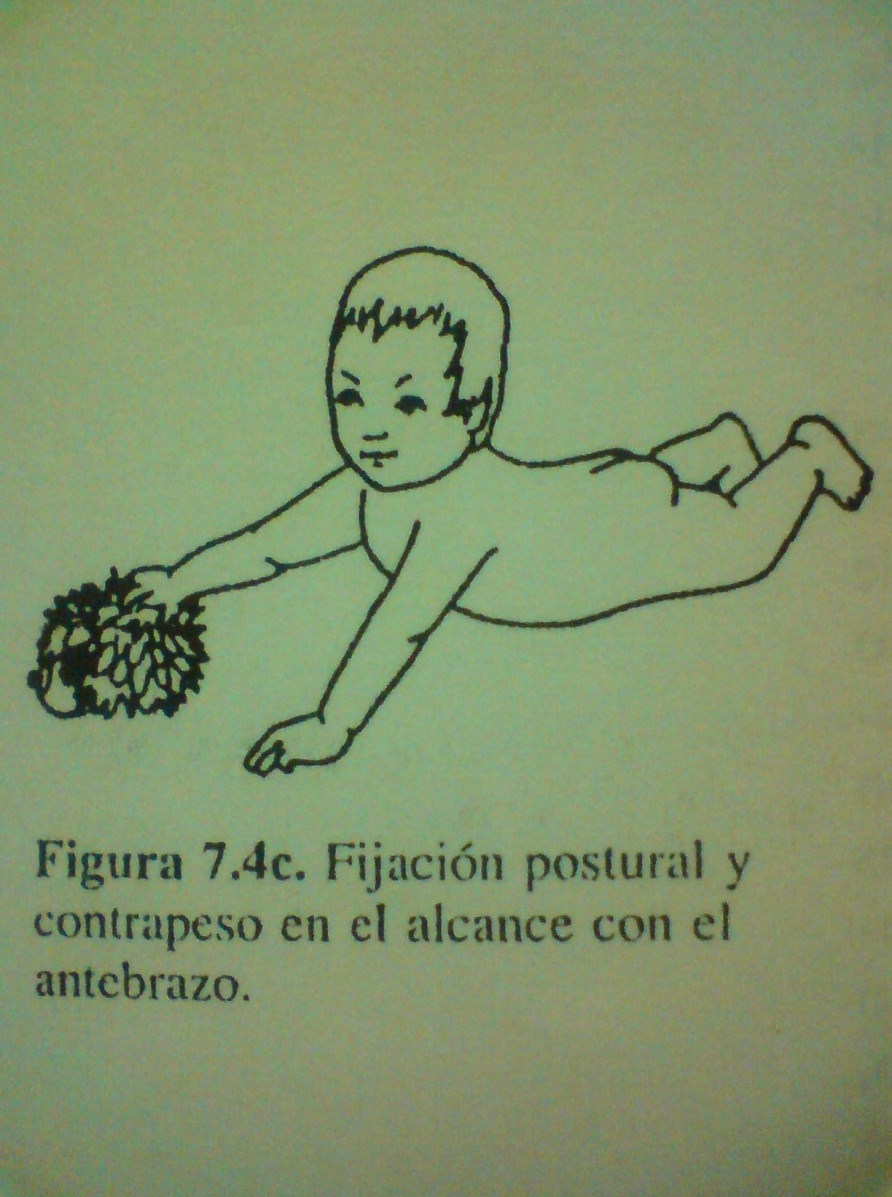 Figura 7.4c. Fijación postural y
contrapeso en el alcance con el
antebrazo.